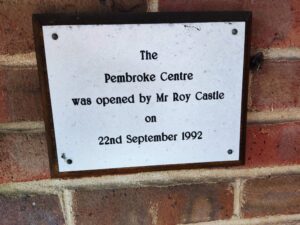 The
Pembroke Centre
was opened by Mr Roy Castle
on
22nd September 1992